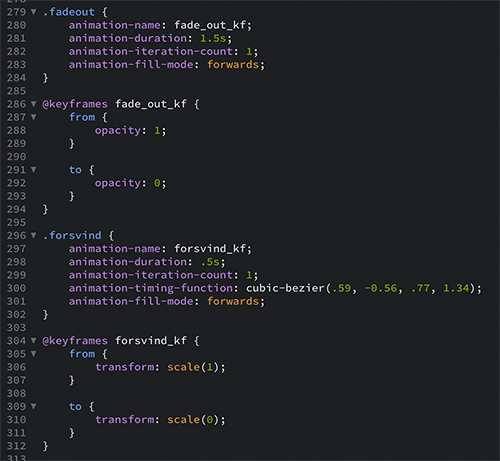 279 .fadeout {
280     animation-name: fade_out_kf;
281     animation-duration: 1.5s;
282     animation-iteration-count: 1;
283     animation-fill-mode: forwards;
284 }
285
286 @keyframes fade_out_kf {
287     from {
288         opacity: 1;
289     }
290
291     to {
292         opacity: 0;
293     }
294 }
295
296 .forsvind {
297     animation-name: forsvind_kf;
298     animation-duration: .5s;
299     animation-iteration-count: 1;
300     animation-timing-function: cubic-bezier(.59, -0.56, .77, 1.34);
301     animation-fill-mode: forwards;
302 }
303
304 @keyframes forsvind_kf {
305     from {
306         transform: scale(1);
307     }
308
309     to {
310         transform: scale(0);
311     }
312 }
313